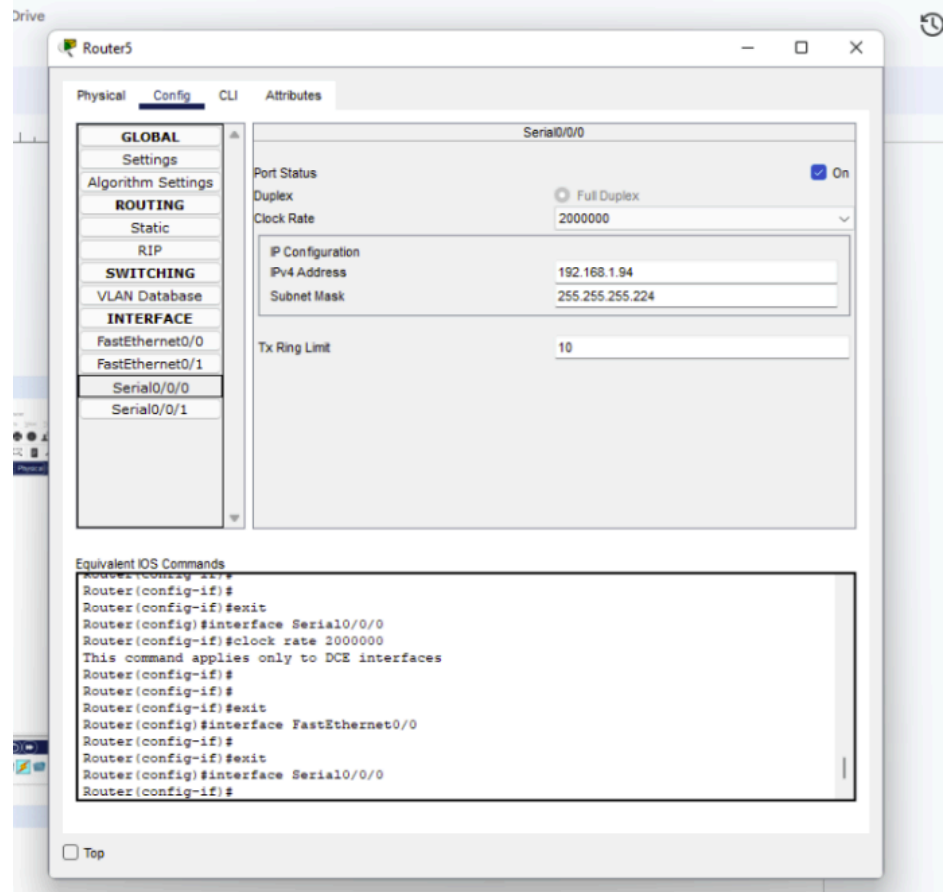 Drive
Router5
Physical Config CLI Attributes
GLOBAL
Settings
Algorithm Settings
ROUTING
Static
RIP
SWITCHING
VLAN Database
INTERFACE
FastEthernet0/0
FastEthernet0/1
Serial0/0/0
Serial0/0/1
Serial0/0/0
Port Status On
Duplex Full Duplex
Clock Rate 2000000
IP Configuration
IPv4 Address 192.168.1.94
Subnet Mask 255.255.255.224
Tx Ring Limit 10
Physical
Equivalent IOS Commands
Router(config-if)#
Router(config-if)#
Router(config-if)#exit
Router(config)#interface Serial0/0/0
Router(config-if)#clock rate 2000000
This command applies only to DCE interfaces
Router(config-if)#
Router(config-if)#
Router(config-if)#exit
Router(config)#interface FastEthernet0/0
Router(config-if)#
Router(config-if)#exit
Router(config)#interface Serial0/0/0
Router(config-if)#
Top